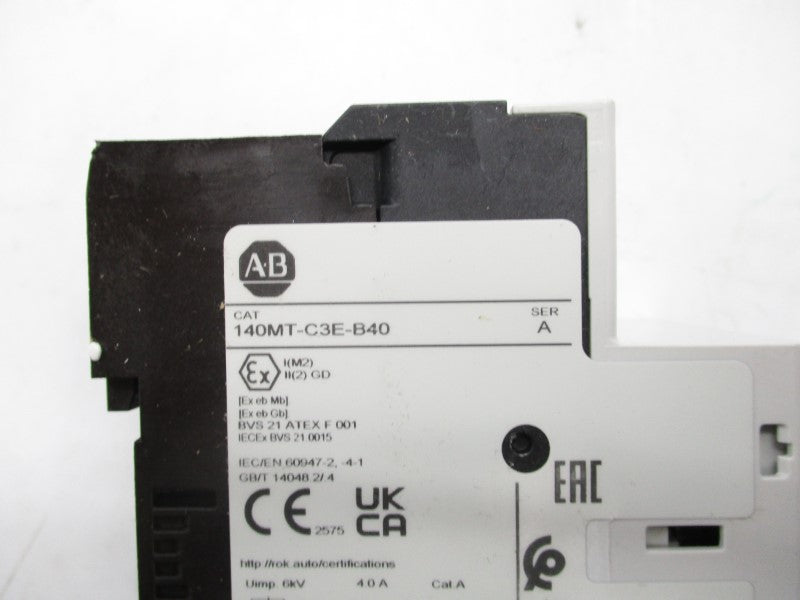 A-B
CAT
SER
140MT-C3E-B40
A
Ex
I(M2)
II(2) GD
[Ex eb Mb]
[Ex eb Gb]
BVS 21 ATEX F 001
IECEx BVS 21.0015
IEC/EN 60947-2, -4-1
GB/T 14048.2/.4
EAC
CE 2575
UK
CA
http://rok.auto/certifications
Uimp. 6kV 4.0 A Cat.A